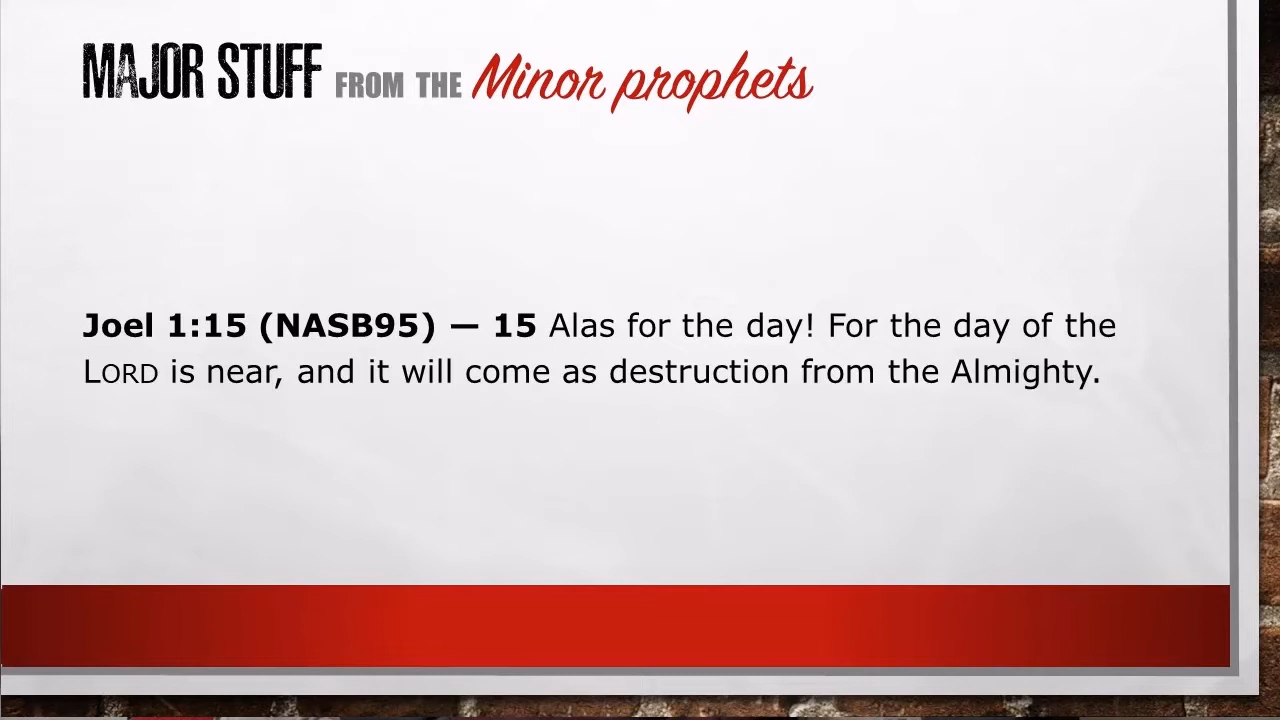 MAJOR STUFF FROM THE Minor prophets
Joel 1:15 (NASB95) — 15 Alas for the day! For the day of the
LORD is near, and it will come as destruction from the Almighty.